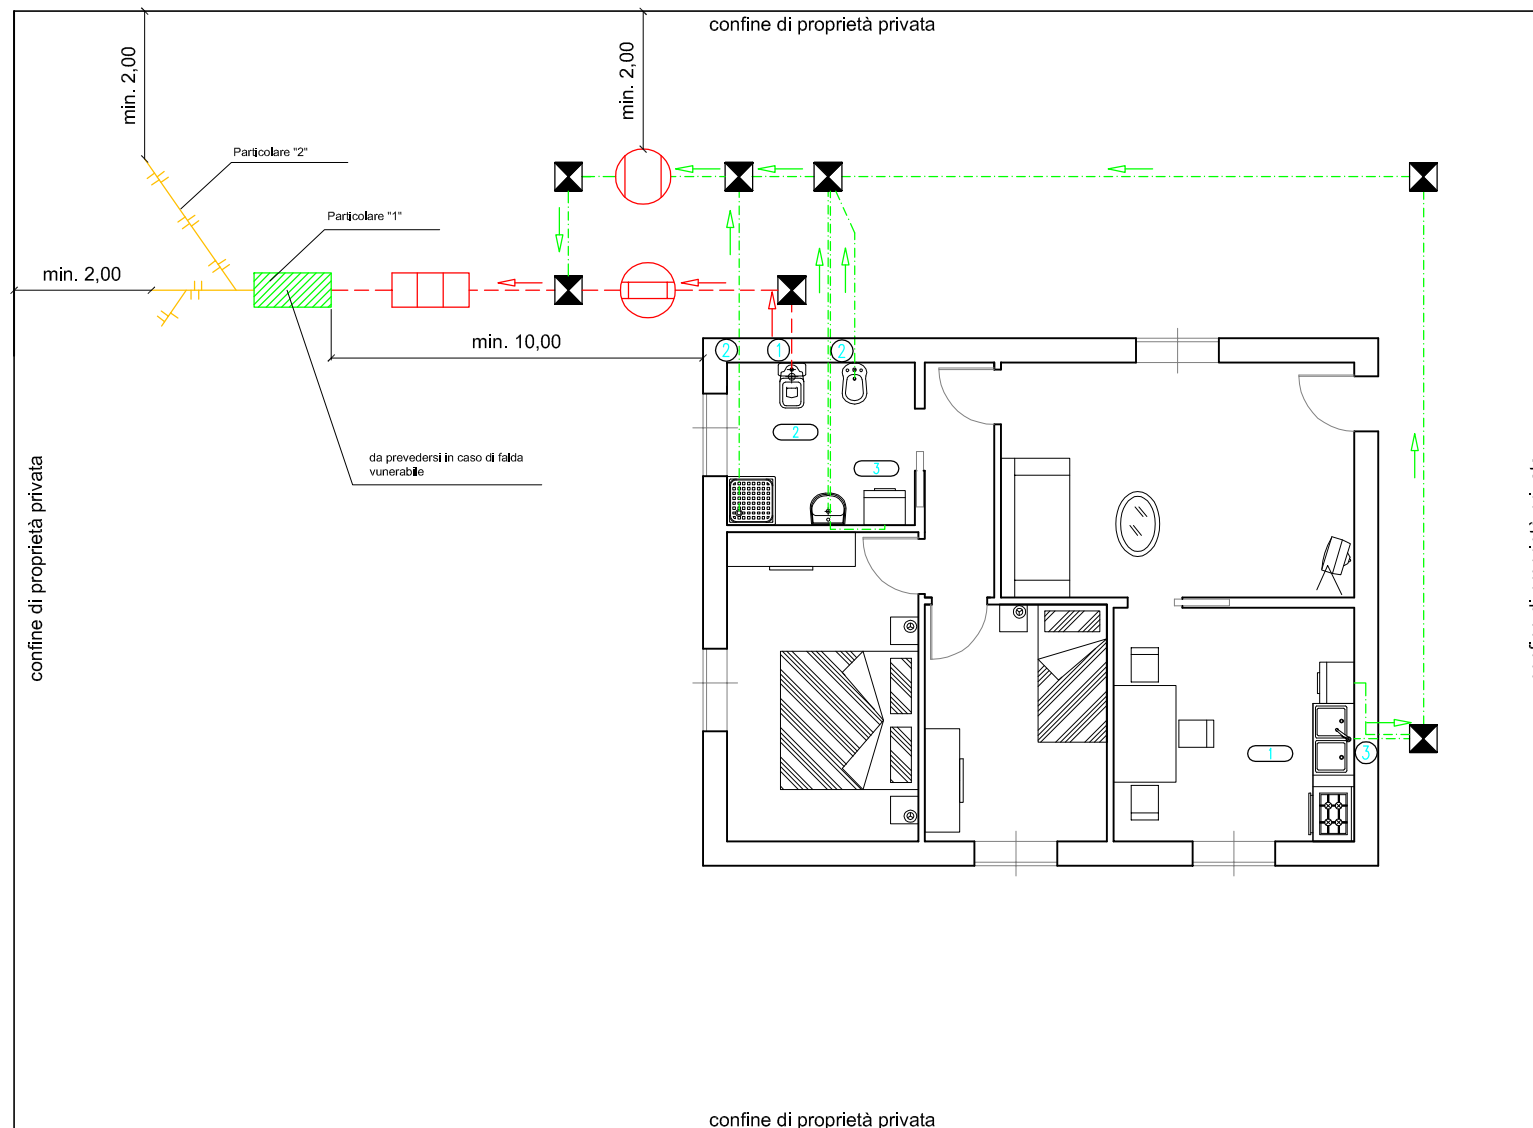 confine di proprietà privata
min. 2,00
min. 2,00
Particolare "2"
Particolare "1"
min. 2,00
min. 10,00
2
1
2
2
3
da prevedersi in caso di falda
vunerabile
confine di proprietà privata
1
3
confine di proprietà privata